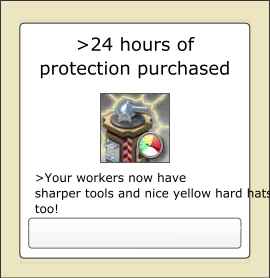 >24 hours of
protection purchased
>Your workers now have
sharper tools and nice yellow hard hats
too!